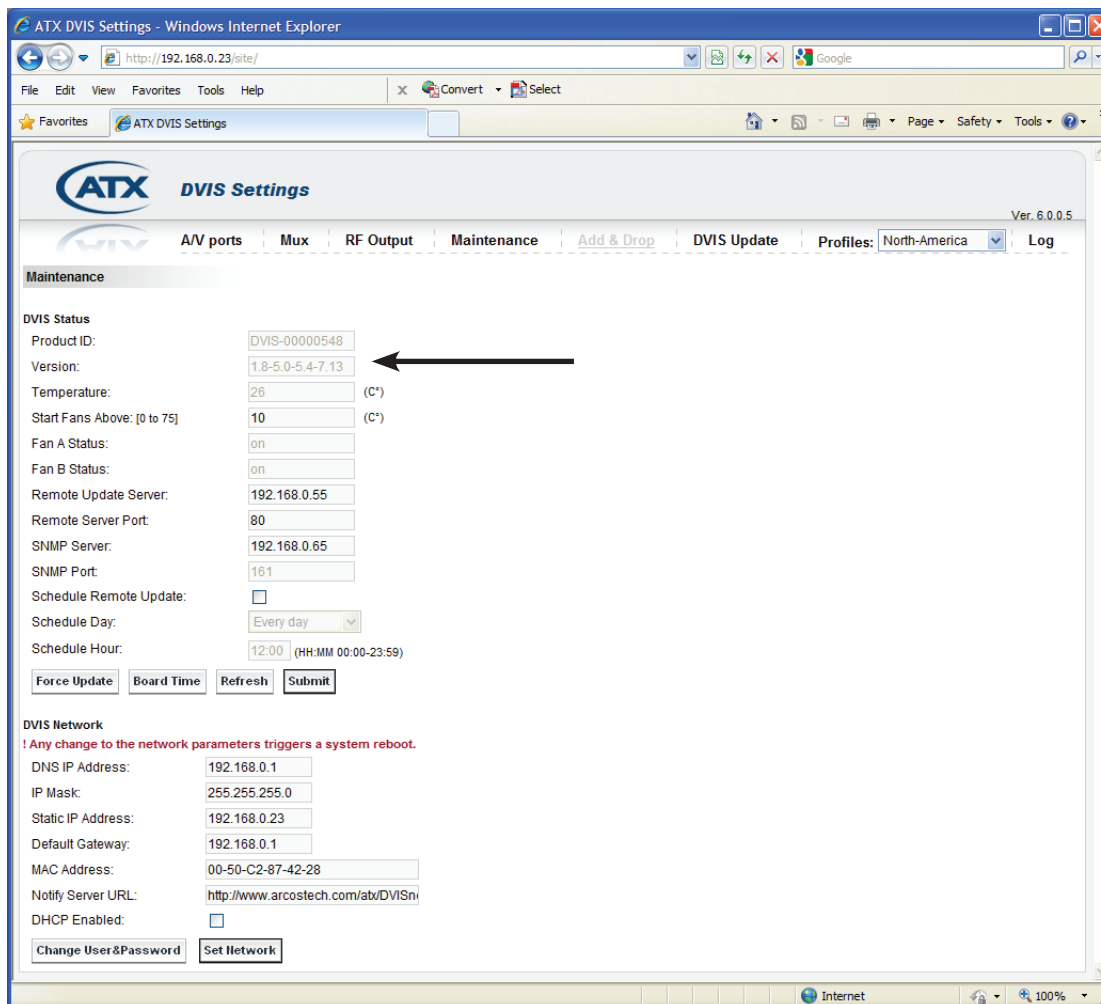 ATX DVIS Settings - Windows Internet Explorer
http://192.168.0.23/site/
Google
File Edit View Favorites Tools Help x Convert Select
Favorites ATX DVIS Settings Page Safety Tools
ATX DVIS Settings
Ver. 6.0.0.5
A/V ports Mux RF Output Maintenance Add & Drop DVIS Update Profiles: North-America Log
Maintenance
DVIS Status
Product ID: DVIS-00000548
Version: 1.8-5.0-5.4-7.13
Temperature: 26 (C°)
Start Fans Above: [0 to 75] 10 (C°)
Fan A Status: on
Fan B Status: on
Remote Update Server: 192.168.0.55
Remote Server Port: 80
SNMP Server: 192.168.0.65
SNMP Port: 161
Schedule Remote Update:
Schedule Day: Every day
Schedule Hour: 12:00 (HH:MM 00:00-23:59)
Force Update Board Time Refresh Submit
DVIS Network
! Any change to the network parameters triggers a system reboot.
DNS IP Address: 192.168.0.1
IP Mask: 255.255.255.0
Static IP Address: 192.168.0.23
Default Gateway: 192.168.0.1
MAC Address: 00-50-C2-87-42-28
Notify Server URL: http://www.arcostech.com/atx/DVISn
DHCP Enabled:
Change User&Password Set Network
Internet 100%